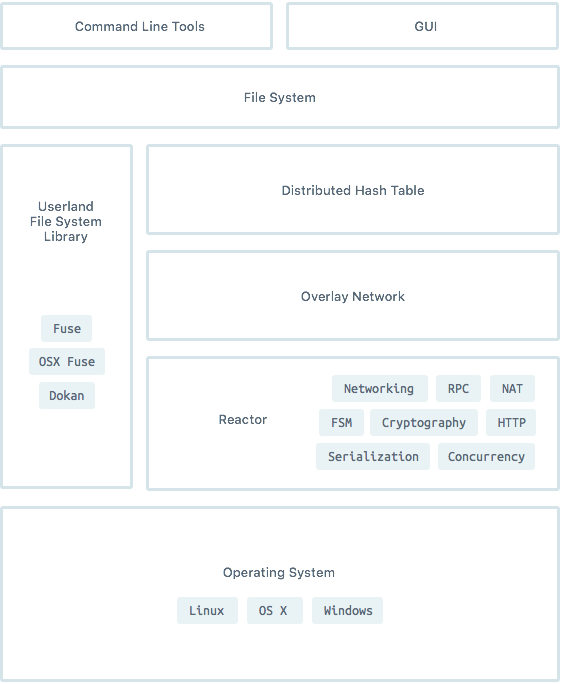 Command Line Tools
GUI
File System
Userland
File System
Library
Fuse
OSX Fuse
Dokan
Distributed Hash Table
Overlay Network
Reactor
Networking RPC NAT
FSM Cryptography HTTP
Serialization Concurrency
Operating System
Linux OS X Windows